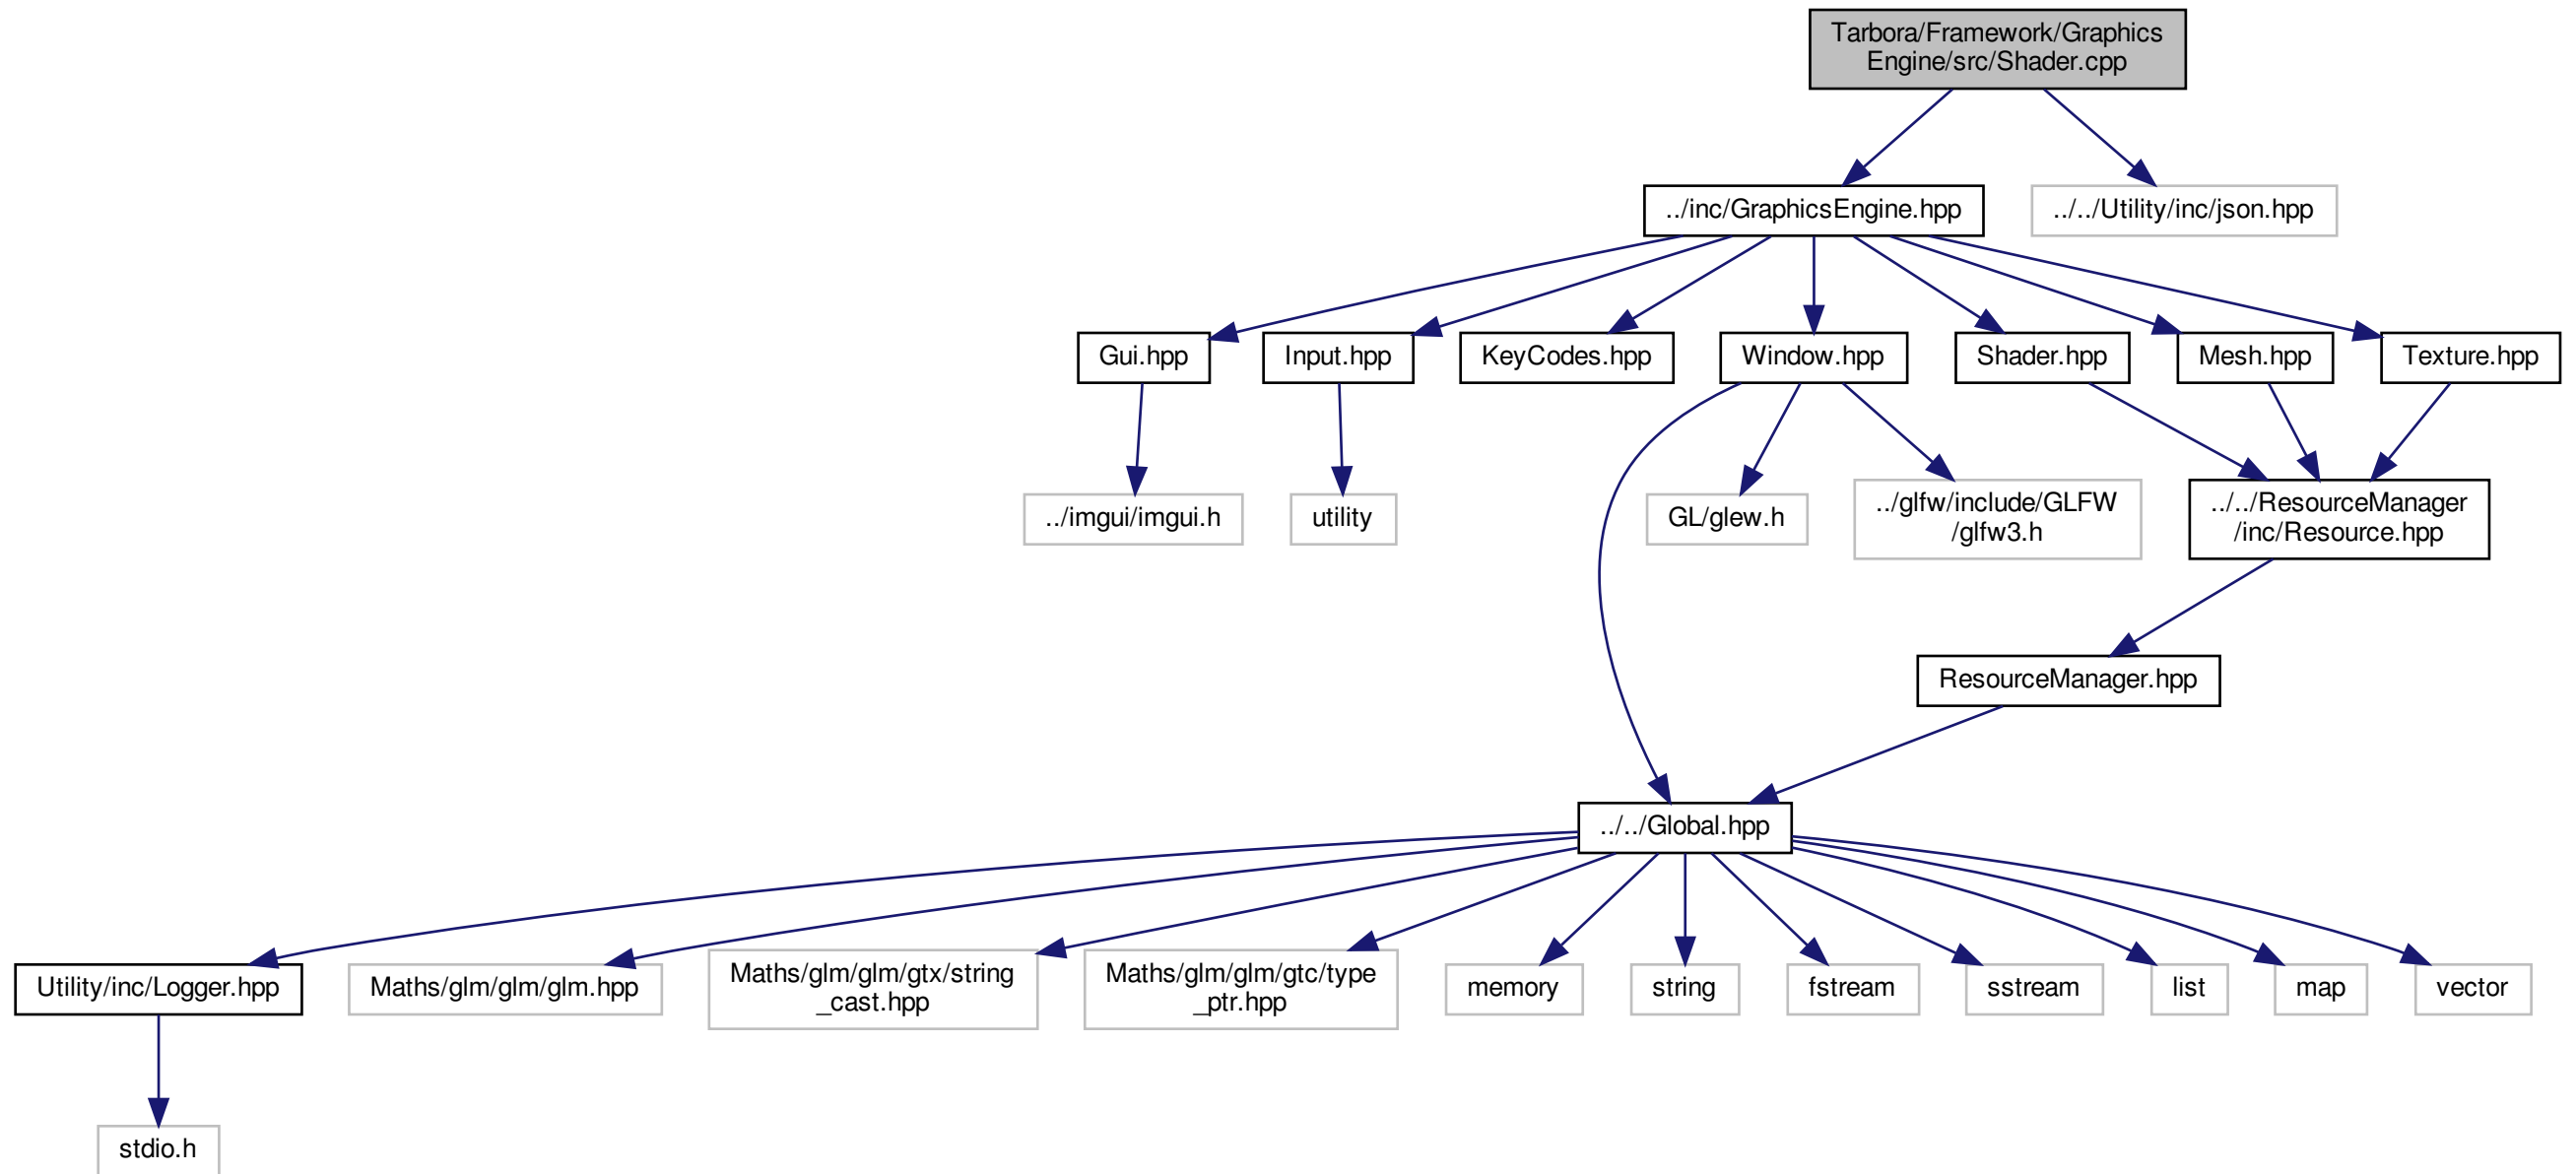 Tarbora/Framework/Graphics
Engine/src/Shader.cpp
../inc/GraphicsEngine.hpp
../../Utility/inc/json.hpp
Gui.hpp
Input.hpp
KeyCodes.hpp
Window.hpp
Shader.hpp
Mesh.hpp
Texture.hpp
../imgui/imgui.h
utility
GL/glew.h
../glfw/include/GLFW
/glfw3.h
../../ResourceManager
/inc/Resource.hpp
ResourceManager.hpp
../../Global.hpp
Utility/inc/Logger.hpp
Maths/glm/glm/glm.hpp
Maths/glm/glm/gtx/string
_cast.hpp
Maths/glm/glm/gtc/type
_ptr.hpp
memory
string
fstream
sstream
list
map
vector
stdio.h